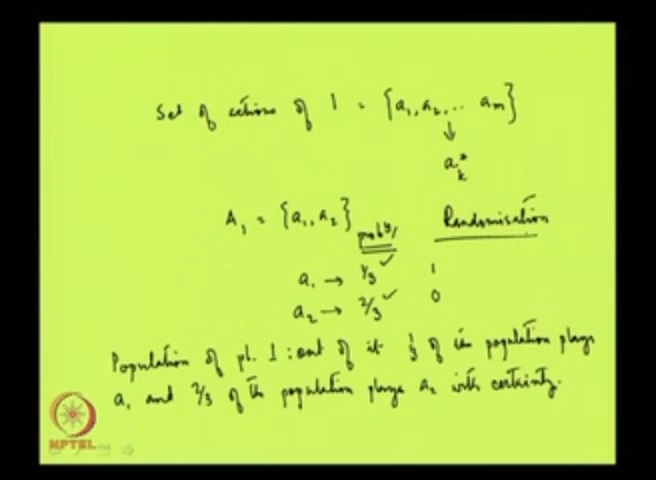 Set of actions of 1 = {a1, a2, .. am}
↓
a*k
A1 = {a1, a2}
Randomisation
prob y/
a1 → 1/3 ✓ 1
a2 → 2/3 ✓ 0
Population of pl. 1 : out of it 1/3 of the population plays
a1 and 2/3 of the population plays a2 with certainty.
NPTEL